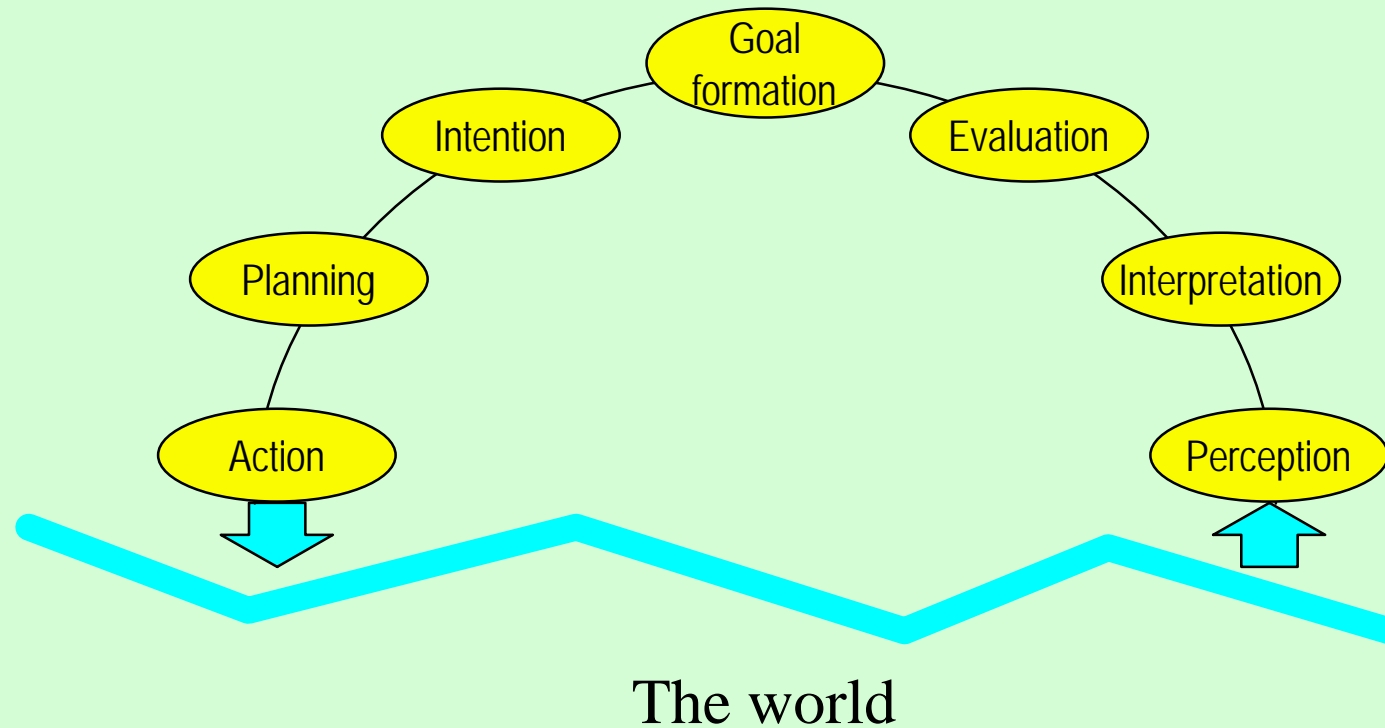 Goal
formation
Intention
Evaluation
Planning
Interpretation
Action
Perception
The world